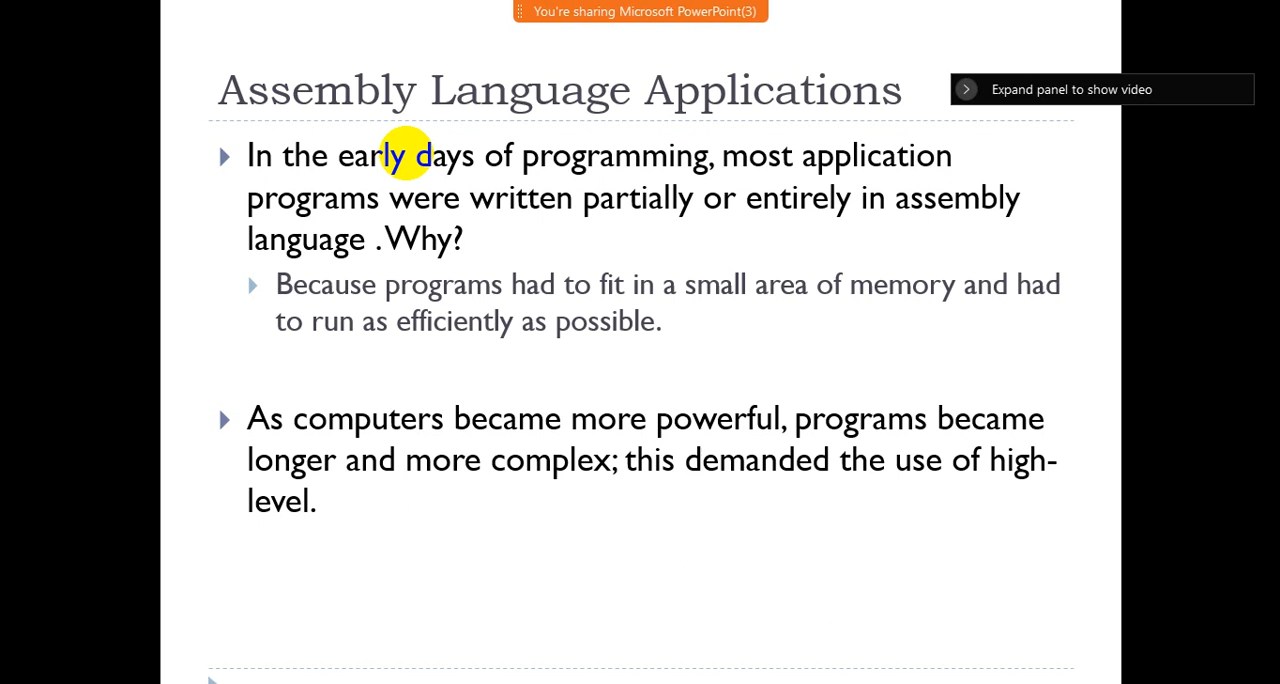 You're sharing Microsoft PowerPoint(3)
Assembly Language Applications
Expand panel to show video
In the early days of programming, most application
programs were written partially or entirely in assembly
language . Why?
Because programs had to fit in a small area of memory and had
to run as efficiently as possible.
As computers became more powerful, programs became
longer and more complex; this demanded the use of high-
level.